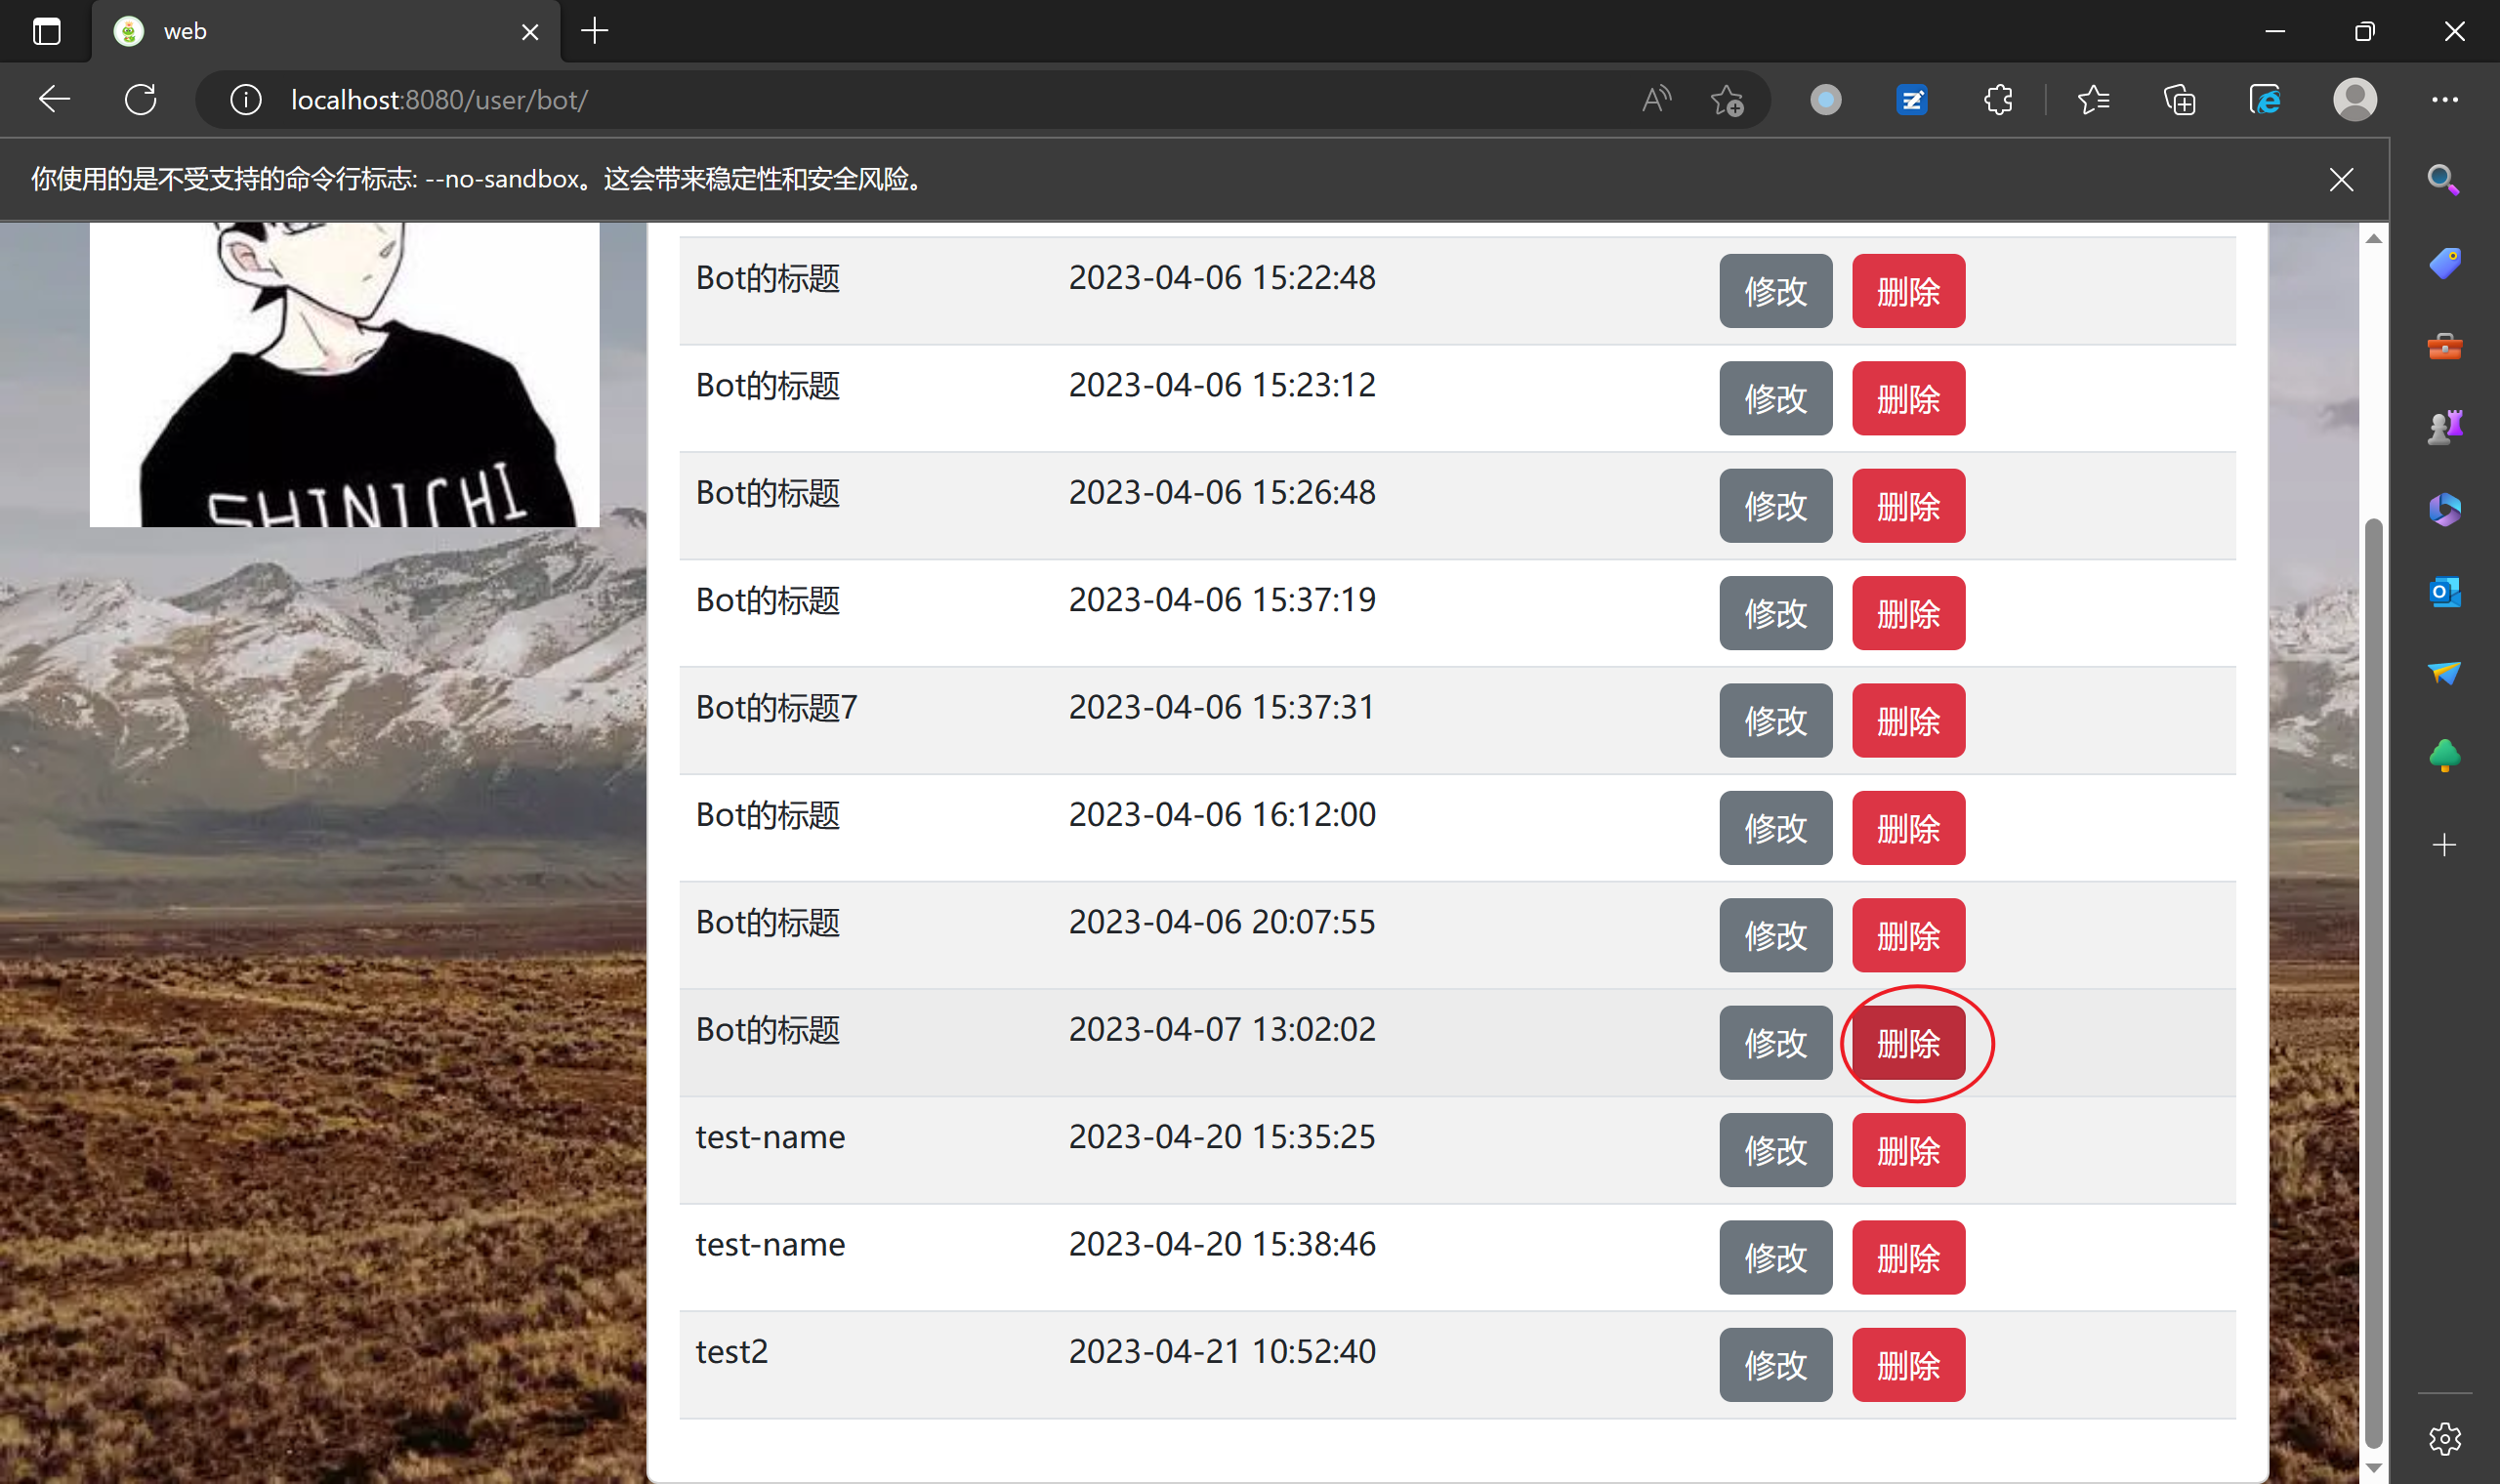 web
localhost:8080/user/bot/
你使用的是不受支持的命令行标志: --no-sandbox。这会带来稳定性和安全风险。
SHINICHI
Bot的标题 2023-04-06 15:22:48 修改 删除
Bot的标题 2023-04-06 15:23:12 修改 删除
Bot的标题 2023-04-06 15:26:48 修改 删除
Bot的标题 2023-04-06 15:37:19 修改 删除
Bot的标题7 2023-04-06 15:37:31 修改 删除
Bot的标题 2023-04-06 16:12:00 修改 删除
Bot的标题 2023-04-06 20:07:55 修改 删除
Bot的标题 2023-04-07 13:02:02 修改 删除
test-name 2023-04-20 15:35:25 修改 删除
test-name 2023-04-20 15:38:46 修改 删除
test2 2023-04-21 10:52:40 修改 删除